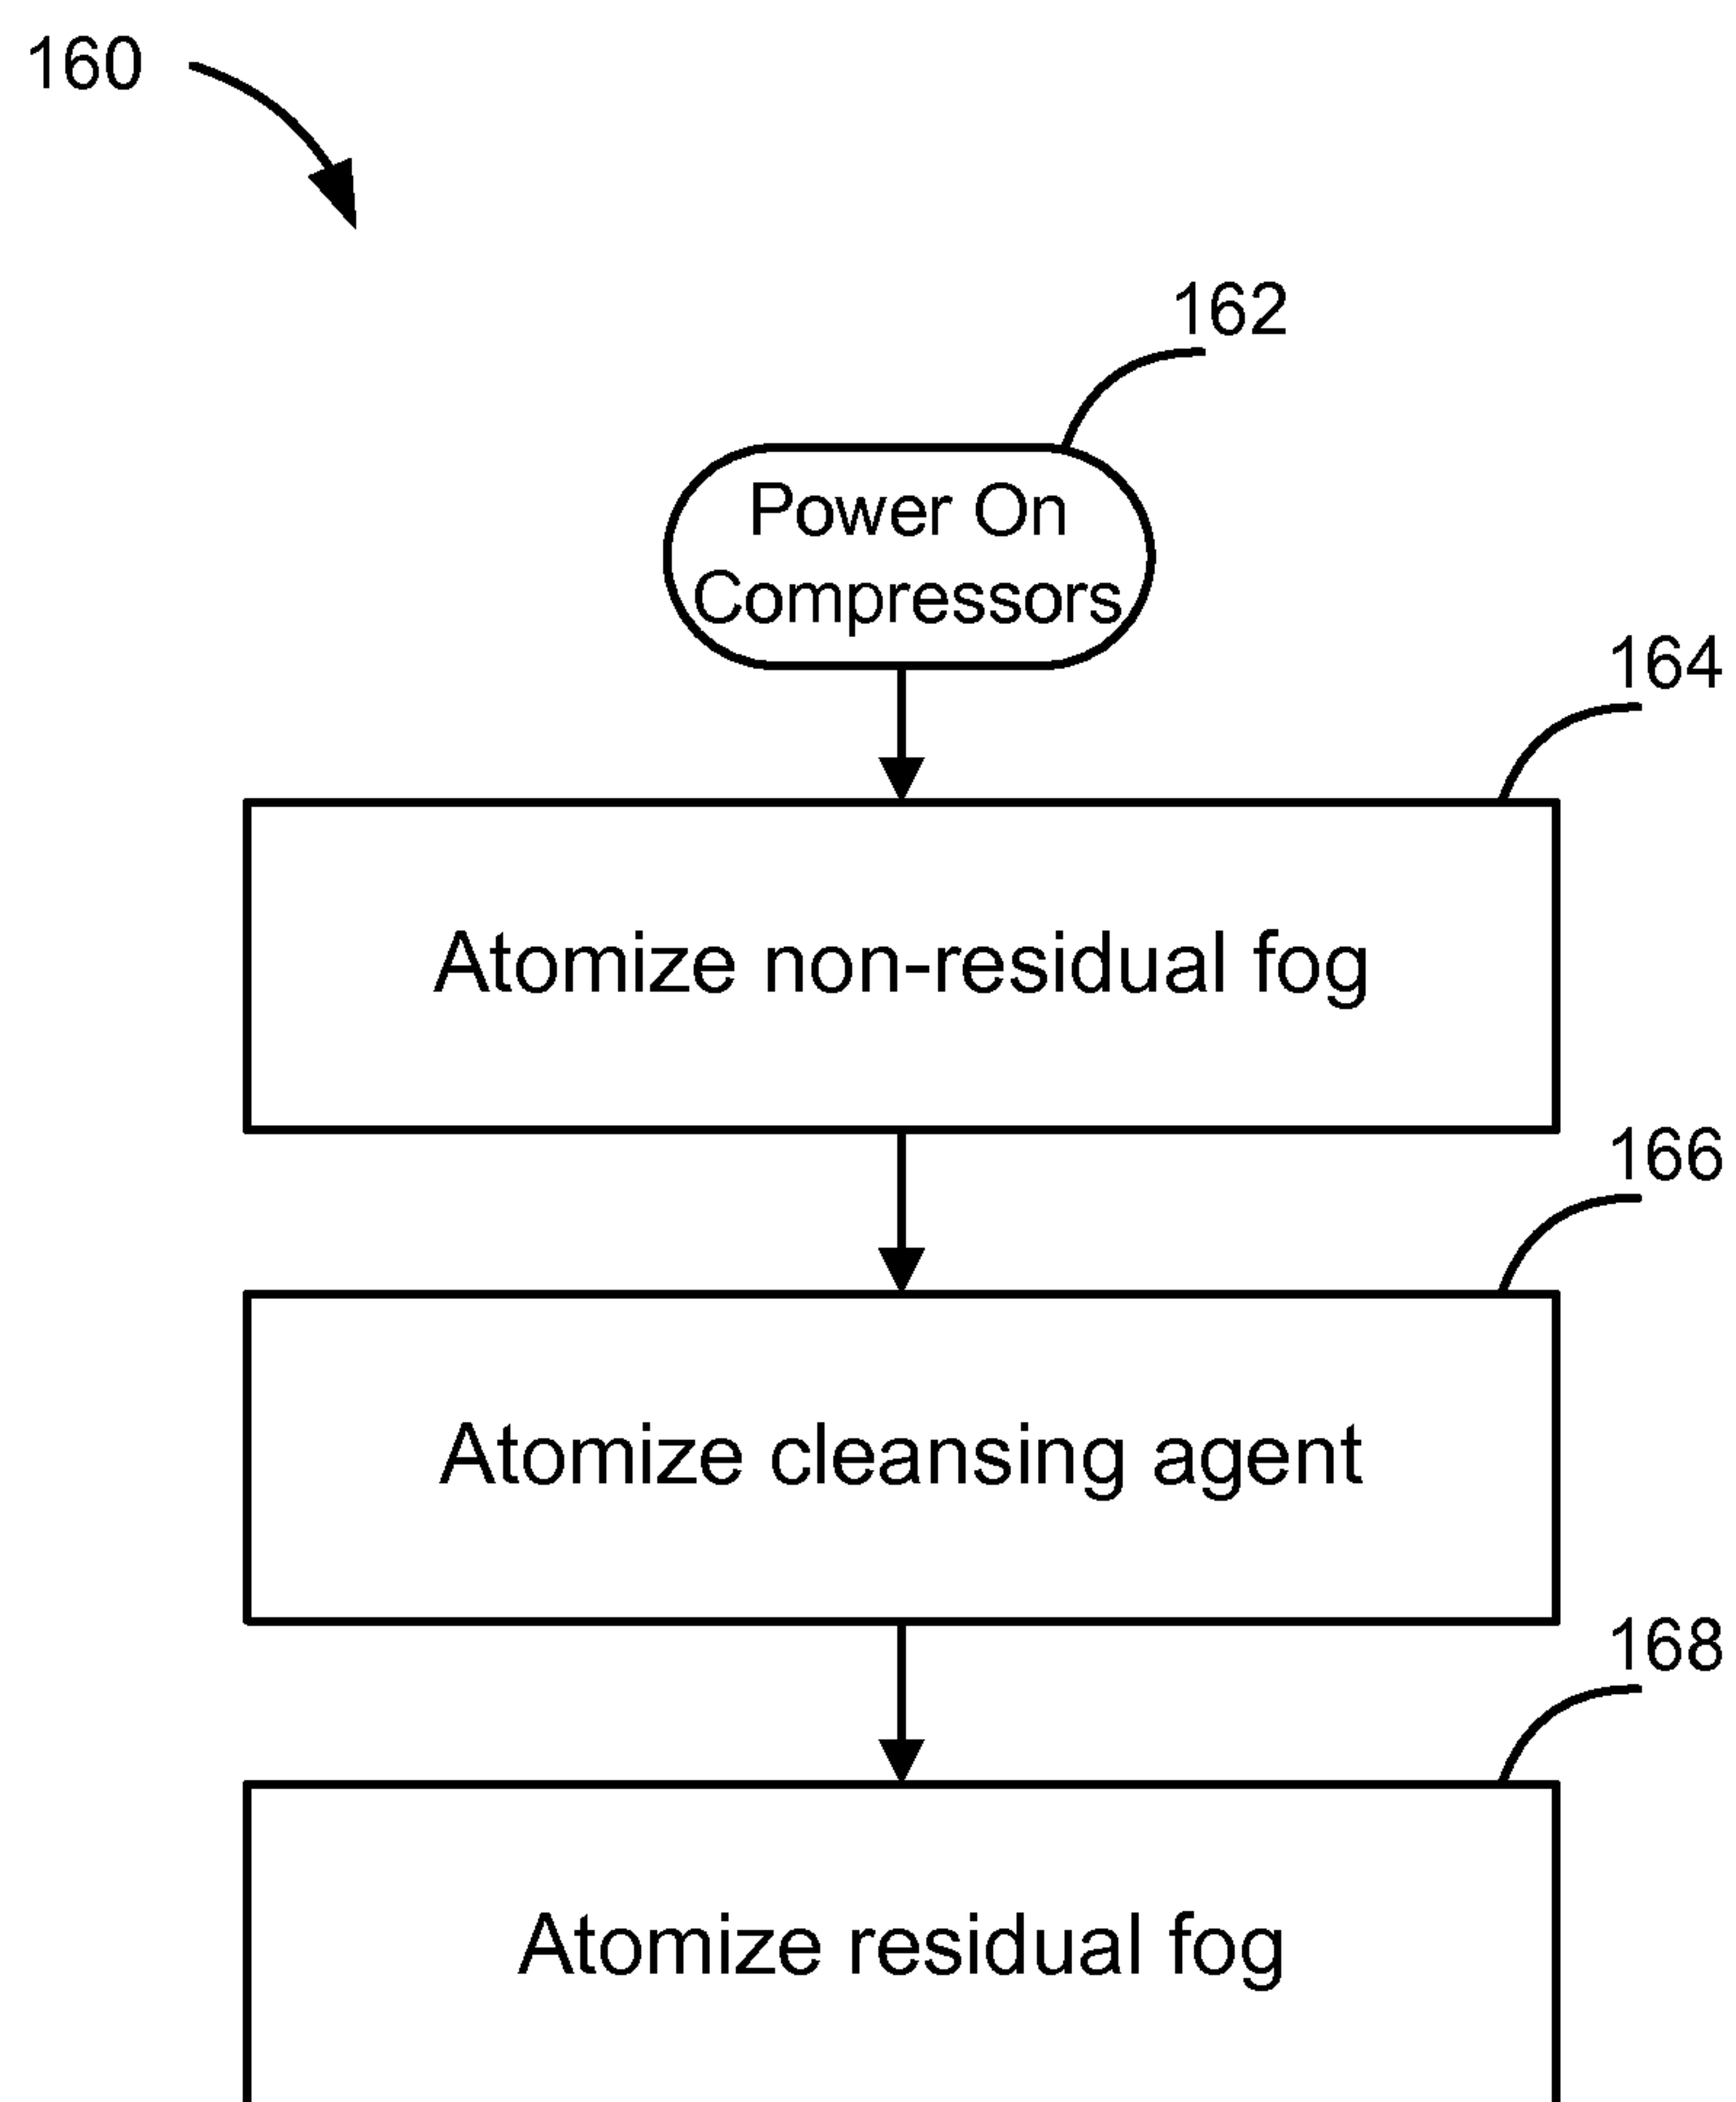 160
162
Power On
Compressors
164
Atomize non-residual fog
166
Atomize cleansing agent
168
Atomize residual fog